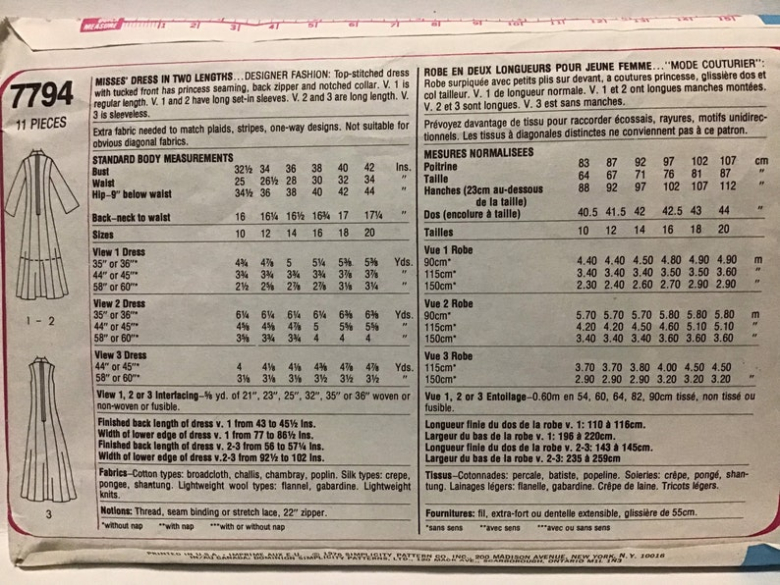 MEASURE
7794
11 PIECES
1 - 2
3
MISSES' DRESS IN TWO LENGTHS...DESIGNER FASHION: Top-stitched dress
with tucked front has princess seaming, back zipper and notched collar. V. 1 is
regular length. V. 1 and 2 have long set-in sleeves. V. 2 and 3 are long length. V.
3 is sleeveless.
Extra fabric needed to match plaids, stripes, one-way designs. Not suitable for
obvious diagonal fabrics.
STANDARD BODY MEASUREMENTS
Bust 32½ 34 36 38 40 42 Ins.
Waist 25 26½ 28 30 32 34 "
Hip-9" below waist 34½ 36 38 40 42 44 "
Back-neck to waist 16 16¼ 16½ 16¾ 17 17¼ "
Sizes 10 12 14 16 18 20
View 1 Dress
35" or 36"* 4¾ 4⅞ 5 5¼ 5⅜ 5⅜ Yds.
44" or 45"* 3¾ 3¾ 3¾ 3¾ 3⅞ 3⅞ "
58" or 60"* 2½ 2⅝ 2⅞ 2⅞ 3⅛ 3¼ "
View 2 Dress
35" or 36"* 6¼ 6¼ 6¼ 6¼ 6⅜ 6⅜ Yds.
44" or 45"* 4⅝ 4⅝ 4⅞ 5 5⅝ 5⅝ "
58" or 60"* 3¾ 3¾ 4 4 4 "
View 3 Dress
44" or 45"* 4 4⅛ 4⅛ 4⅜ 4⅞ 4⅞ Yds.
58" or 60"* 3⅛ 3⅛ 3⅛ 3½ 3½ 3½ "
View 1, 2 or 3 Interfacing-⅝ yd. of 21", 23", 25", 32", 35" or 36" woven or
non-woven or fusible.
Finished back length of dress v. 1 from 43 to 45½ Ins.
Width of lower edge of dress v. 1 from 77 to 86½ Ins.
Finished back length of dress v. 2-3 from 56 to 57¼ Ins.
Width of lower edge of dress v.2-3 from 92½ to 102 Ins.
Fabrics-Cotton types: broadcloth, challis, chambray, poplin. Silk types: crepe,
pongee, shantung. Lightweight wool types: flannel, gabardine. Lightweight
knits.
Notions: Thread, seam binding or stretch lace, 22" zipper.
*without nap **with nap ***with or without nap
ROBE EN DEUX LONGUEURS POUR JEUNE FEMME..."MODE COUTURIER":
Robe surpiquée avec petits plis sur devant, a coutures princesse, glissière dos et
col tailleur. V. 1 de longueur normale. V. 1 et 2 ont longues manches montées.
V. 2 et 3 sont longues. V. 3 est sans manches.
Prévoyez davantage de tissu pour raccorder écossais, rayures, motifs unidirec-
tionnels. Les tissus à diagonales distinctes ne conviennent pas à ce patron.
MESURES NORMALISEES
Poitrine 83 87 92 97 102 107 cm
Taille 64 67 71 76 81 87 "
Hanches (23cm au-dessous 88 92 97 102 107 112 "
de la taille)
Dos (encolure à taille) 40.5 41.5 42 42.5 43 44 "
Tailles 10 12 14 16 18 20
Vue 1 Robe
90cm* 4.40 4.40 4.50 4.80 4.90 4.90 m
115cm* 3.40 3.40 3.40 3.50 3.50 3.60 "
150cm* 2.30 2.40 2.60 2.70 2.90 2.90 "
Vue 2 Robe
90cm* 5.70 5.70 5.70 5.80 5.80 5.80 m
115cm* 4.20 4.20 4.50 4.60 5.10 5.10 "
150cm* 3.40 3.40 3.40 3.60 3.60 3.60 "
Vue 3 Robe
115cm* 3.70 3.70 3.80 4.00 4.50 4.50
150cm* 2.90 2.90 2.90 3.20 3.20 3.20 "
Vue 1, 2 or 3 Entoilage-0.60m en 54, 60, 64, 82, 90cm tissé, non tissé ou
fusible.
Longueur finie du dos de la robe v. 1: 110 à 116cm.
Largeur du bas de la robe v. 1: 196 à 220cm.
Longueur finie du dos de la robe v. 2-3: 143 à 145cm.
Largeur du bas de la robe v. 2-3: 235 à 259cm
Tissus-Cotonnades: percale, batiste, popeline. Soieries: crêpe, pongé, shan-
tung. Lainages légers: flanelle, gabardine. Crêpe de laine. Tricots légers.
Fournitures: fil, extra-fort ou dentelle extensible, glissière de 55cm.
*sans sens **avec sens ***avec ou sans sens
PRINTED IN U.S.A. IMPRIME AUX E.U. SIMPLICITY PATTERN CO. INC., 200 MADISON AVENUE, NEW YORK, N.Y. 10016
IN CANADA: DOMINION SIMPLICITY PATTERNS, LTD., SCARBOROUGH, ONTARIO M1L 1N3